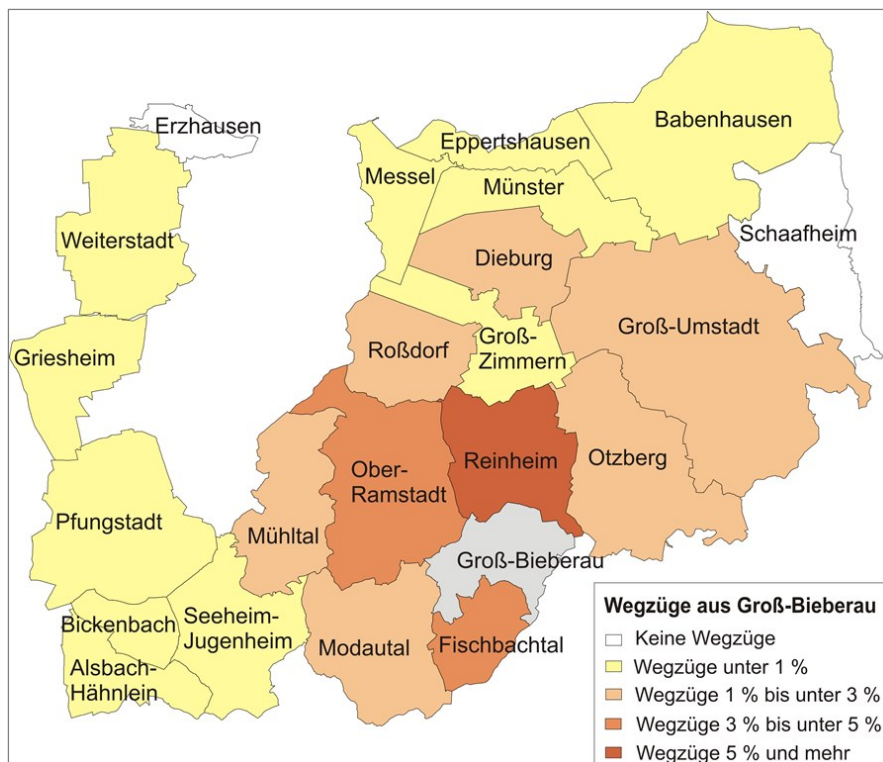 Erzhausen
Babenhausen
Eppertshausen
Messel
Münster
Schaafheim
Weiterstadt
Dieburg
Groß-Umstadt
Griesheim
Roßdorf
Groß-
Zimmern
Ober-
Ramstadt
Reinheim
Otzberg
Pfungstadt
Mühltal
Groß-Bieberau
Bickenbach
Seeheim-
Jugenheim
Alsbach-
Hähnlein
Modautal
Fischbachtal
Wegzüge aus Groß-Bieberau
Keine Wegzüge
Wegzüge unter 1 %
Wegzüge 1 % bis unter 3 %
Wegzüge 3 % bis unter 5 %
Wegzüge 5 % und mehr